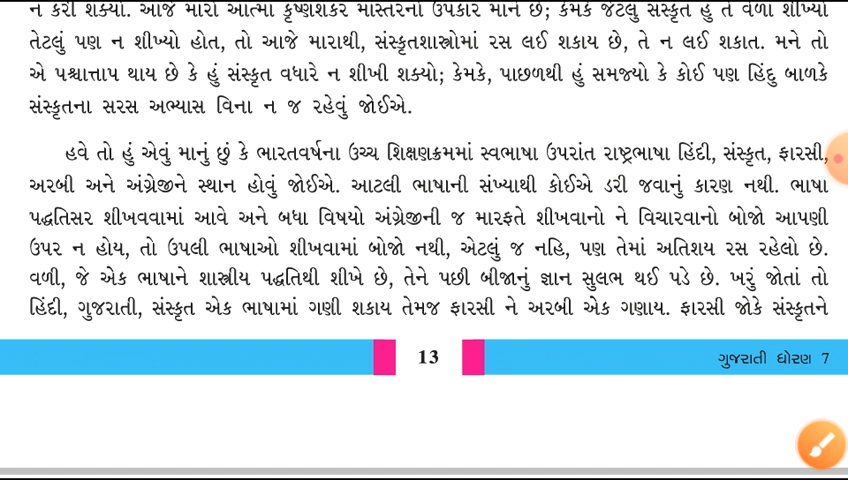 ન કરી શક્યો. આજે મારો આત્મા કૃષ્ણશંકર માસ્તરનો ઉપકાર માને છે; કેમકે જેટલું સંસ્કૃત હું તે વેળા શીખ્યો
તેટલું પણ ન શીખ્યો હોત, તો આજે મારાથી, સંસ્કૃતશાસ્ત્રોમાં રસ લઈ શકાય છે, તે ન લઈ શકાત. મને તો
એ પશ્ચાત્તાપ થાય છે કે હું સંસ્કૃત વધારે ન શીખી શક્યો; કેમકે, પાછળથી હું સમજ્યો કે કોઈ પણ હિંદુ બાળકે
સંસ્કૃતના સરસ અભ્યાસ વિના ન જ રહેવું જોઈએ.
હવે તો હું એવું માનું છું કે ભારતવર્ષના ઉચ્ચ શિક્ષણક્રમમાં સ્વભાષા ઉપરાંત રાષ્ટ્રભાષા હિંદી, સંસ્કૃત, ફારસી,
અરબી અને અંગ્રેજીને સ્થાન હોવું જોઈએ. આટલી ભાષાની સંખ્યાથી કોઈએ ડરી જવાનું કારણ નથી. ભાષા
પદ્ધતિસર શીખવવામાં આવે અને બધા વિષયો અંગ્રેજીની જ મારફતે શીખવાનો ને વિચારવાનો બોજો આપણી
ઉપર ન હોય, તો ઉપલી ભાષાઓ શીખવામાં બોજો નથી, એટલું જ નહિ, પણ તેમાં અતિશય રસ રહેલો છે.
વળી, જે એક ભાષાને શાસ્ત્રીય પદ્ધતિથી શીખે છે, તેને પછી બીજાનું જ્ઞાન સુલભ થઈ પડે છે. ખરું જોતાં તો
હિંદી, ગુજરાતી, સંસ્કૃત એક ભાષામાં ગણી શકાય તેમજ ફારસી ને અરબી એક ગણાય. ફારસી જોકે સંસ્કૃતને
13
ગુજરાતી ધોરણ 7